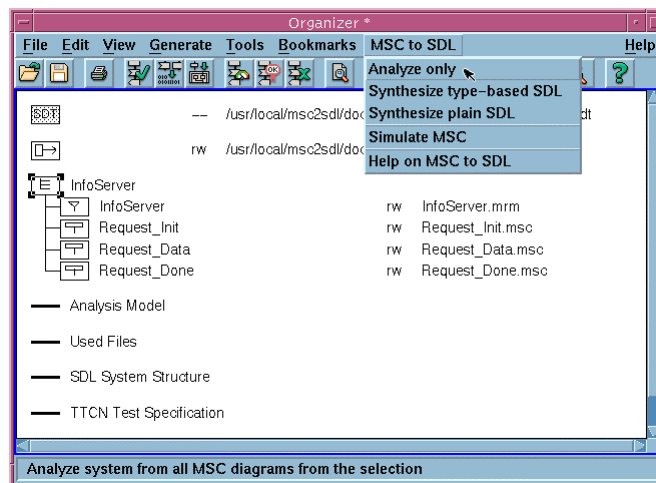 Organizer *
File Edit View Generate Tools Bookmarks MSC to SDL Help
Analyze only
Synthesize type-based SDL
Synthesize plain SDL
Simulate MSC
Help on MSC to SDL
SDT -- /usr/local/msc2sdl/doc dt
rw /usr/local/msc2sdl/doc
InfoServer
InfoServer rw InfoServer.mrm
Request_Init rw Request_Init.msc
Request_Data rw Request_Data.msc
Request_Done rw Request_Done.msc
Analysis Model
Used Files
SDL System Structure
TTCN Test Specification
Analyze system from all MSC diagrams from the selection